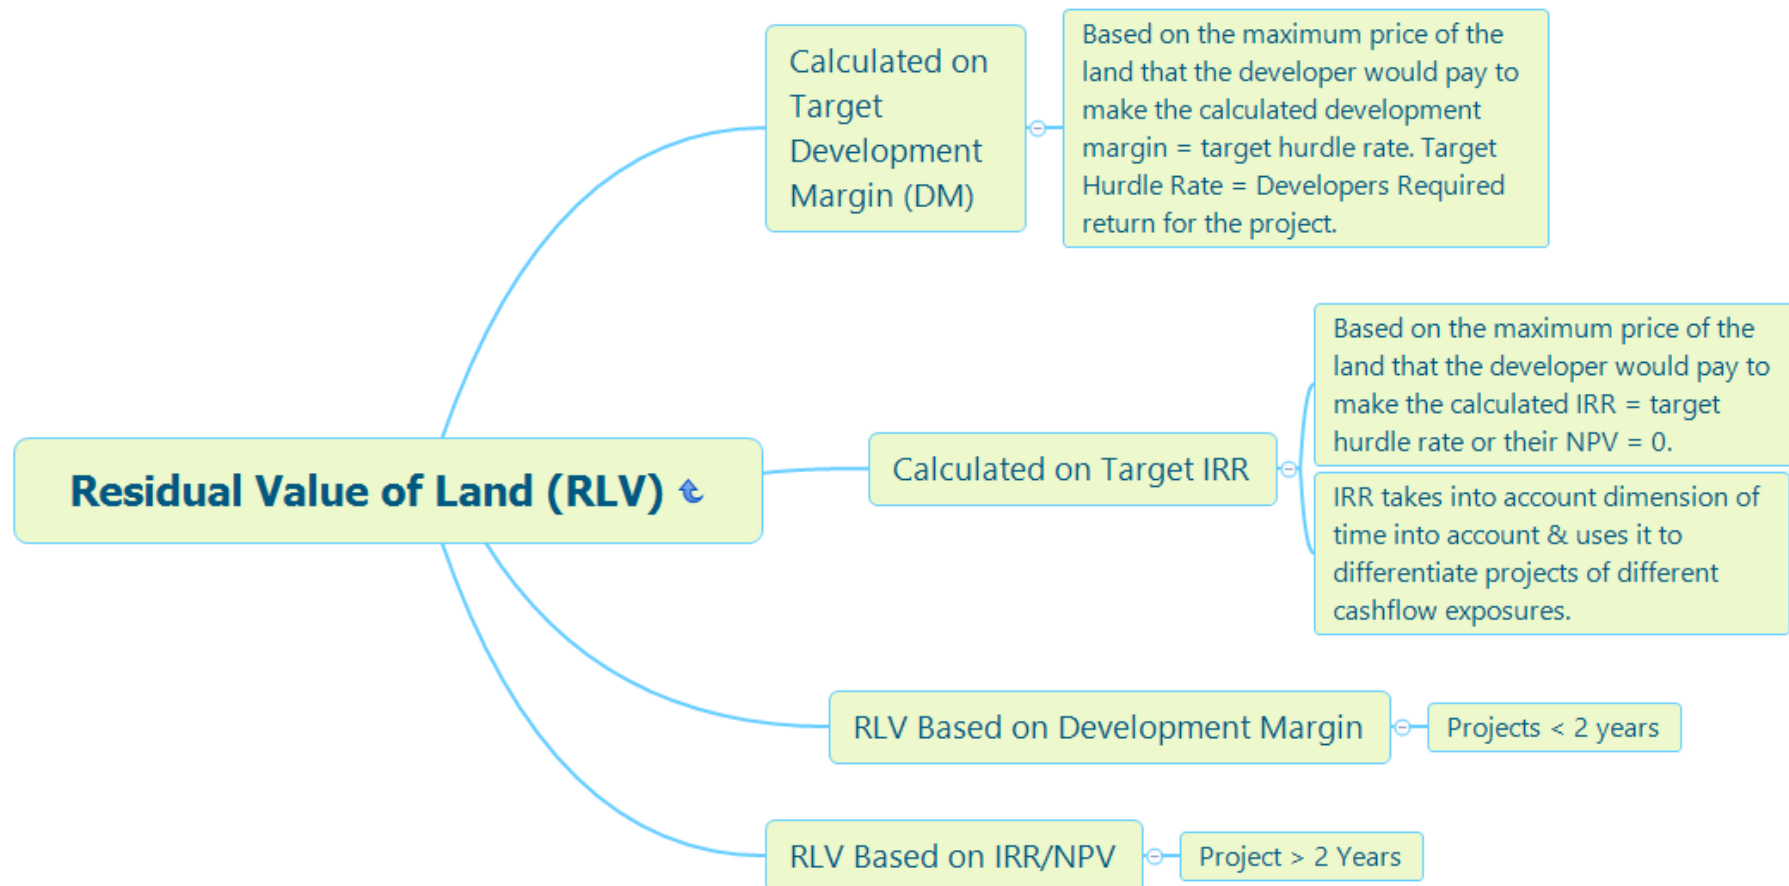 Calculated on
Target
Development
Margin (DM)
Based on the maximum price of the
land that the developer would pay to
make the calculated development
margin = target hurdle rate. Target
Hurdle Rate = Developers Required
return for the project.
Residual Value of Land (RLV)
Calculated on Target IRR
Based on the maximum price of the
land that the developer would pay to
make the calculated IRR = target
hurdle rate or their NPV = 0.
IRR takes into account dimension of
time into account & uses it to
differentiate projects of different
cashflow exposures.
RLV Based on Development Margin
Projects < 2 years
RLV Based on IRR/NPV
Project > 2 Years